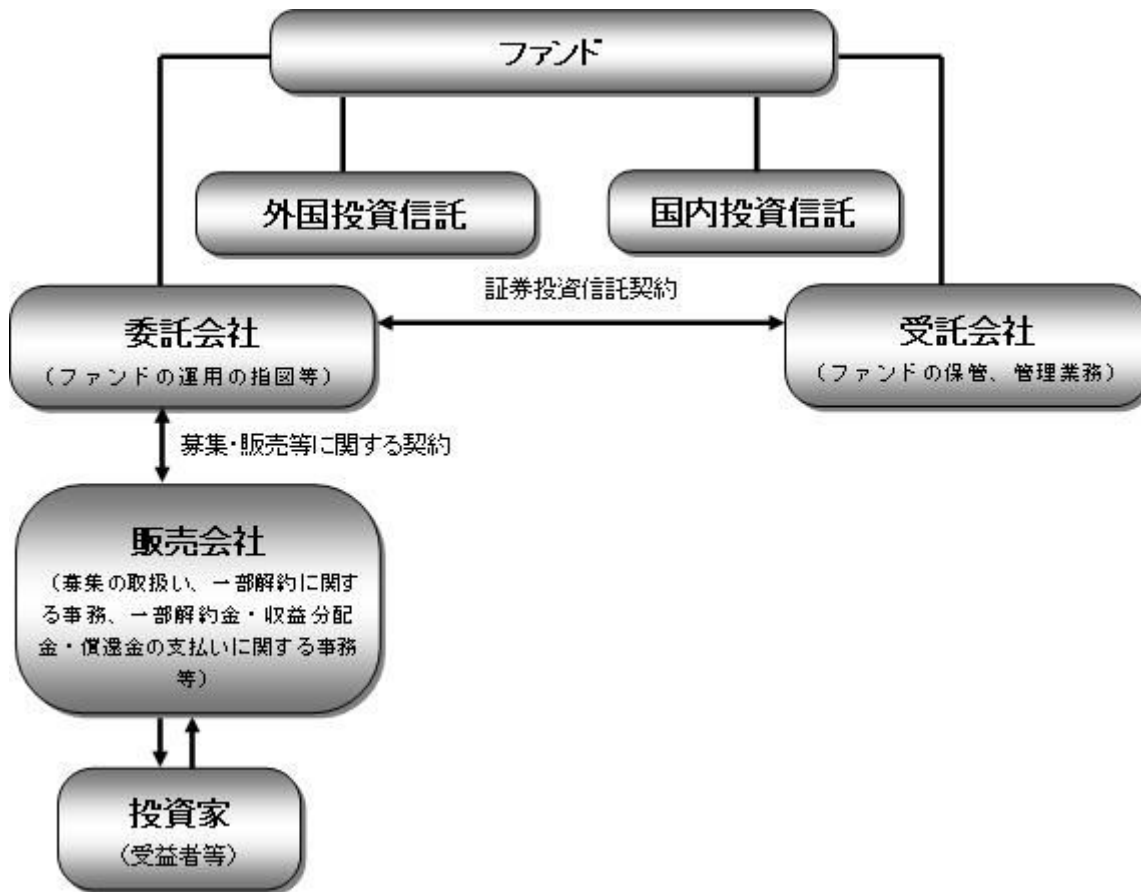 ファンド
外国投資信託
国内投資信託
証券投資信託契約
委託会社
（ファンドの運用の指図等）
受託会社
（ファンドの保管、管理業務）
募集・販売等に関する契約
販売会社
（募集の取扱い、一部解約に関す
る事務、一部解約金・収益分配
金・償還金の支払いに関する事務
等）
投資家
（受益者等）